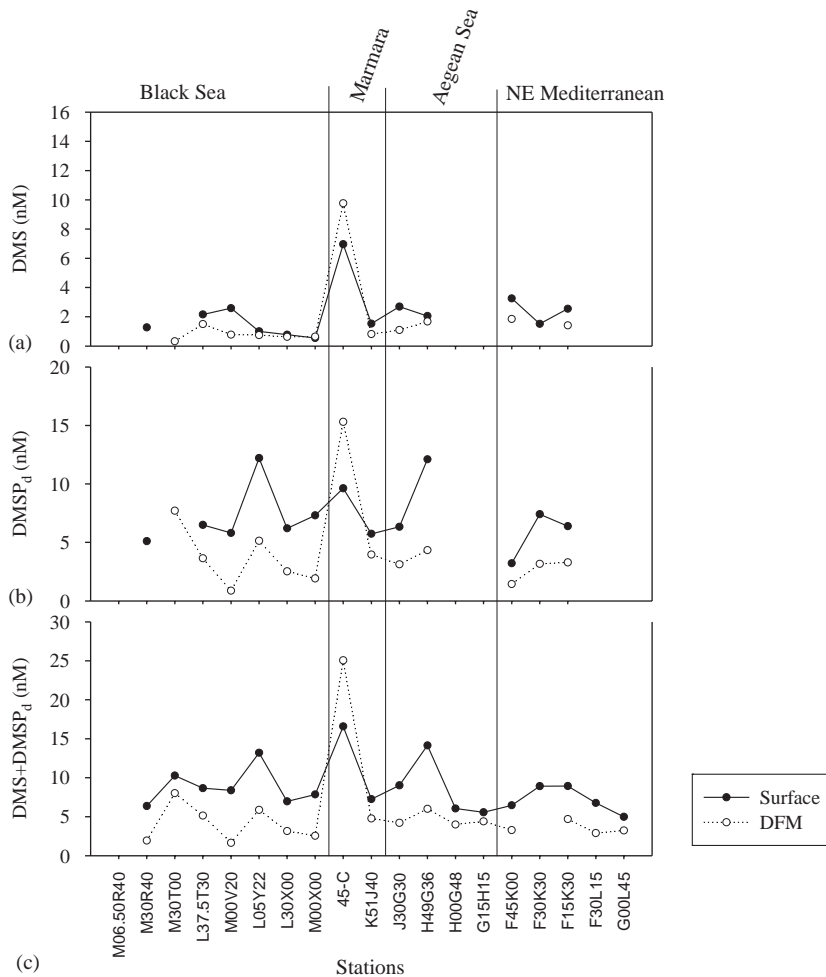 Black Sea
Marmara
Aegean Sea
NE Mediterranean
16
14
12
10
8
6
4
2
0
DMS (nM)
(a)
20
15
10
5
0
DMSPd (nM)
(b)
30
25
20
15
10
5
0
DMS+DMSPd (nM)
Surface
DFM
M06.50R40
M30R40
M30T00
L37.5T30
M00V20
L05Y22
L30X00
M00X00
45-C
K51J40
J30G30
H49G36
H00G48
G15H15
F45K00
F30K30
F15K30
F30L15
G00L45
(c)
Stations